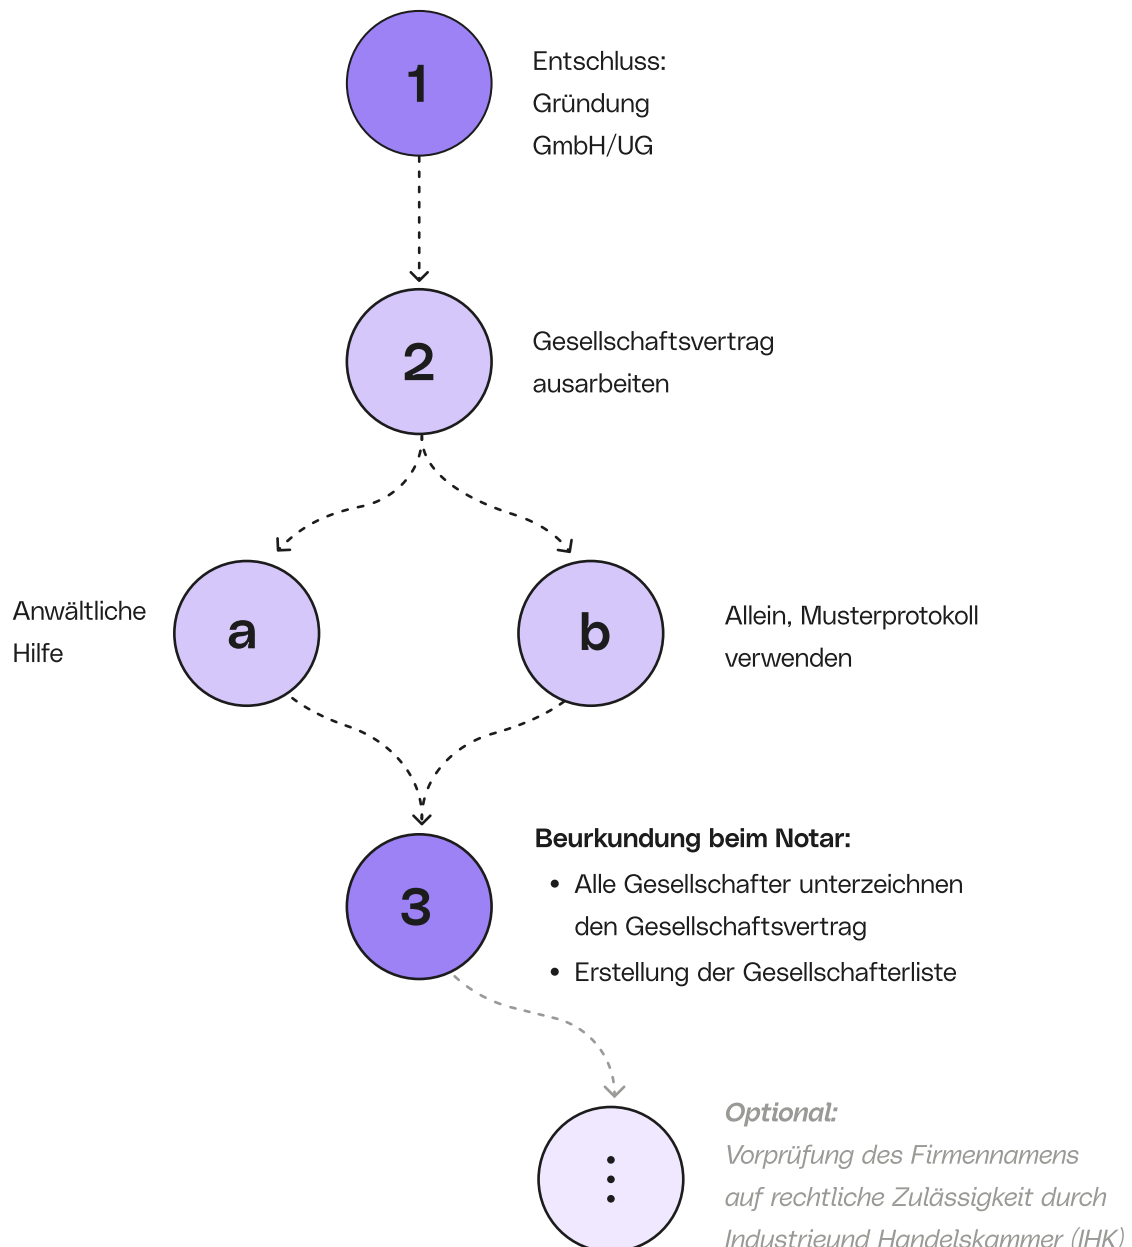 1
Entschluss:
Gründung
GmbH/UG
2
Gesellschaftsvertrag
ausarbeiten
Anwältliche
Hilfe
a
b
Allein, Musterprotokoll
verwenden
3
Beurkundung beim Notar:
• Alle Gesellschafter unterzeichnen
den Gesellschaftsvertrag
• Erstellung der Gesellschafterliste
Optional:
Vorprüfung des Firmennamens
auf rechtliche Zulässigkeit durch
Industrieund Handelskammer (IHK)